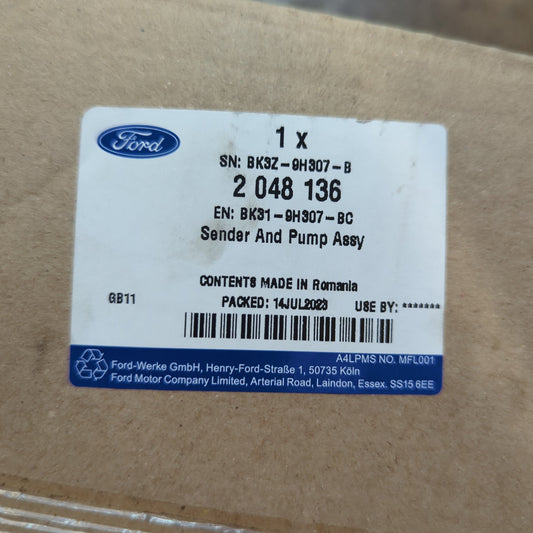 Ford
1 x
SN: BK3Z-9H307-B
2 048 136
EN: BK31-9H307-BC
Sender And Pump Assy
CONTENTS MADE IN Romania
GB11
PACKED: 14JUL2023 USE BY: *******
A4LPMS NO. MFL001
Ford-Werke GmbH, Henry-Ford-Straße 1, 50735 Köln
Ford Motor Company Limited, Arterial Road, Laindon, Essex. SS15 6EE